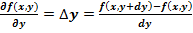 ∂f(x,y)/∂y = Δy = (f(x,y+dy)−f(x,y))/dy